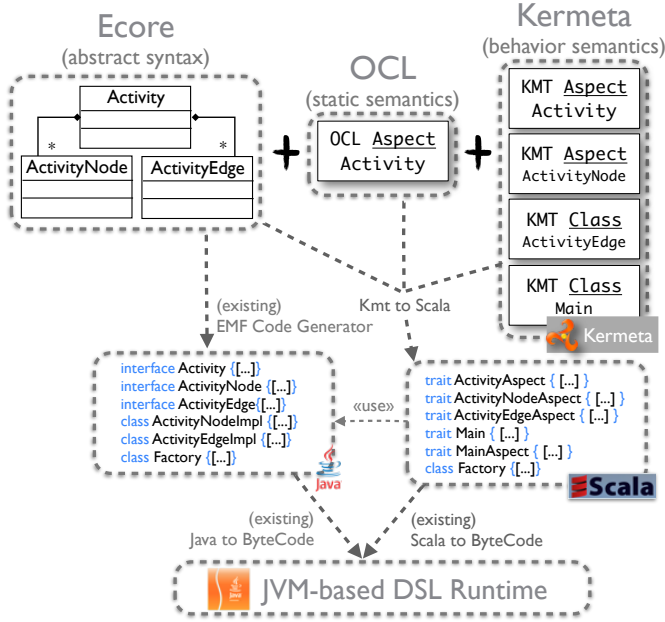 Ecore
(abstract syntax)
Activity
*
*
ActivityNode
ActivityEdge
OCL
(static semantics)
OCL Aspect
Activity
Kermeta
(behavior semantics)
KMT Aspect
Activity
KMT Aspect
ActivityNode
KMT Class
ActivityEdge
KMT Class
Main
Kermeta
(existing)
EMF Code Generator
Kmt to Scala
interface Activity {[...]}
interface ActivityNode {[...]}
interface ActivityEdge{[...]}
class ActivityNodeImpl {[...]}
class ActivityEdgeImpl {[...]}
class Factory {[...]}
Java
«use»
trait ActivityAspect { [...] }
trait ActivityNodeAspect { [...] }
trait ActivityEdgeAspect { [...] }
trait Main { [...] }
trait MainAspect { [...] }
class Factory {[...]}
Scala
(existing)
Java to ByteCode
(existing)
Scala to ByteCode
JVM-based DSL Runtime